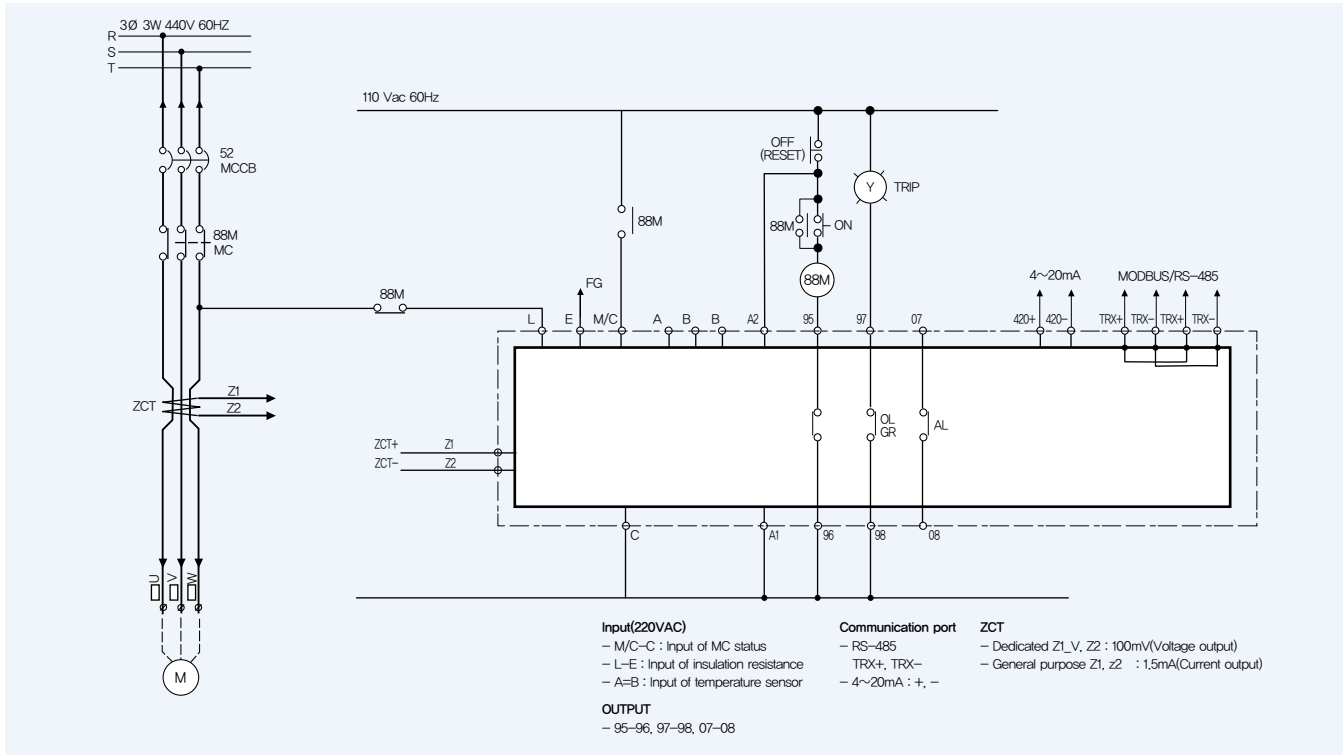 3Ø 3W 440V 60HZ
R
S
T
110 Vac 60Hz
OFF
(RESET)
52
MCCB
Y
TRIP
88M
88M
ON
88M
MC
88M
4~20mA
MODBUS/RS-485
FG
88M
L
E
M/C
A
B
B
A2
95
97
07
420+
420-
TRX+
TRX-
TRX+
TRX-
ZCT
Z1
Z2
OL
GR
AL
ZCT+
Z1
ZCT-
Z2
C
A1
96
98
08
U
V
W
M
Input(220VAC)
- M/C-C : Input of MC status
- L-E : Input of insulation resistance
- A=B : Input of temperature sensor
OUTPUT
- 95-96, 97-98, 07-08
Communication port
- RS-485
TRX+, TRX-
- 4~20mA : +, -
ZCT
- Dedicated Z1_V, Z2 : 100mV(Voltage output)
- General purpose Z1, z2 : 1,5mA(Current output)